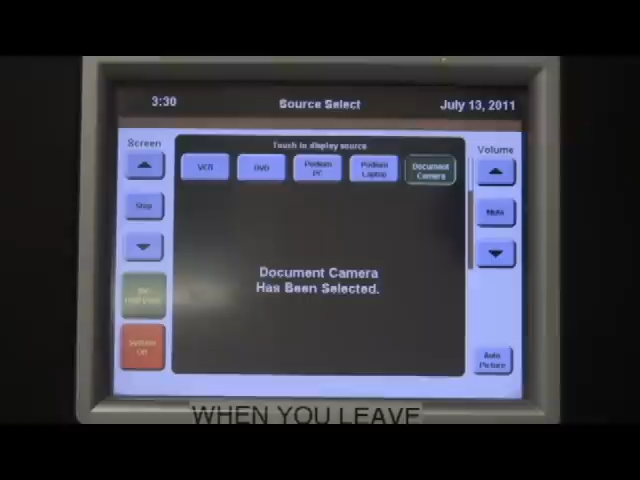 3:30 Source Select July 13, 2011
Screen
Touch to display source
Volume
VCR
DVD
Podium
PC
Podium
Laptop
Document
Camera
Stop
Mute
Document Camera
Has Been Selected.
System
Off
Auto
Picture
WHEN YOU LEAVE